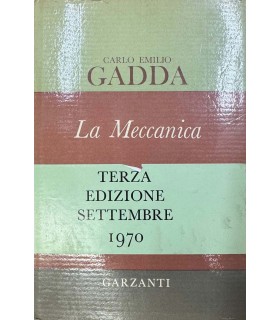 CARLO EMILIO
GADDA
La Meccanica
TERZA
EDIZIONE
SETTEMBRE
1970
GARZANTI